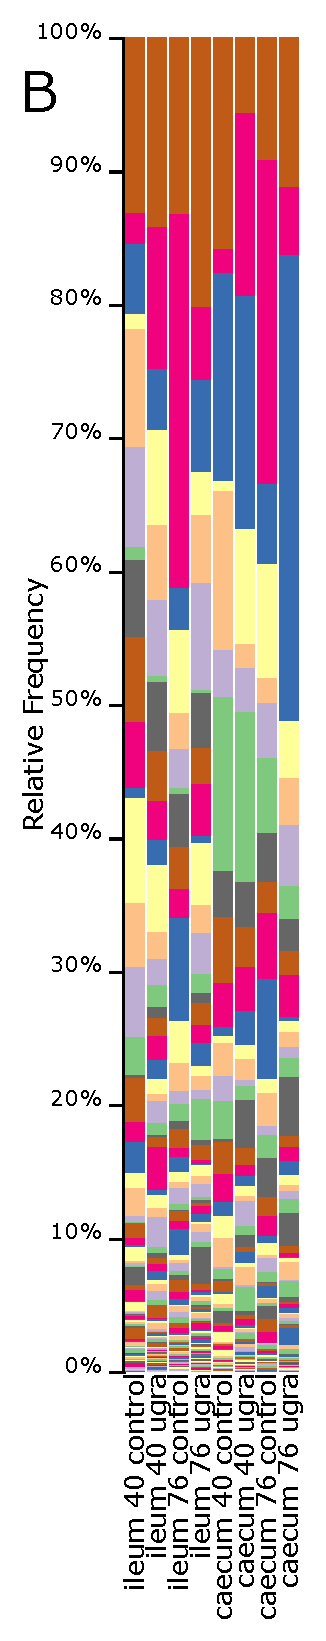 B
100%
90%
80%
70%
60%
50%
40%
30%
20%
10%
0%
Relative Frequency
ileum 40 control
ileum 40 ugra
ileum 76 control
ileum 76 ugra
caecum 40 control
caecum 40 ugra
caecum 76 control
caecum 76 ugra